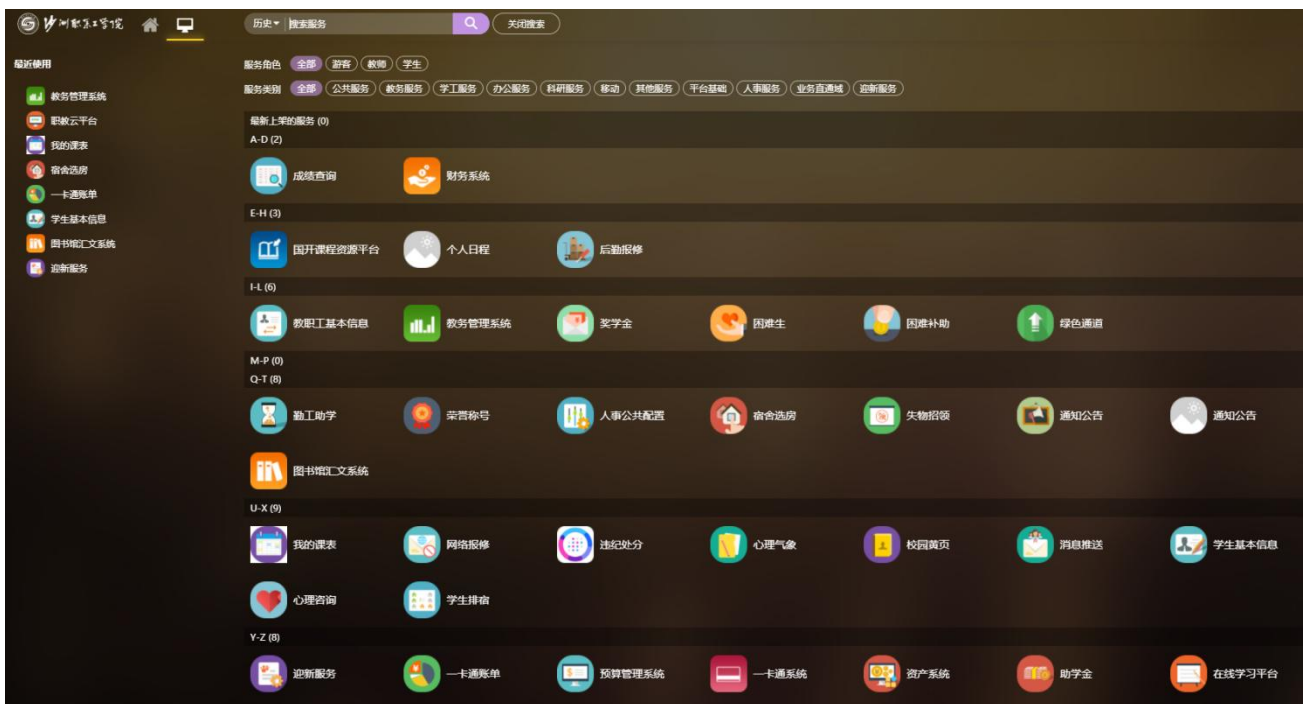 沙洲职业工学院
历史 搜索服务 关闭搜索
最近使用
教务管理系统
职教云平台
我的课表
宿舍选房
一卡通账单
学生基本信息
图书馆汇文系统
迎新服务
服务角色 全部 游客 教师 学生
服务类别 全部 公共服务 教务服务 学工服务 办公服务 科研服务 移动 其他服务 平台基础 人事服务 业务直通域 迎新服务
最新上架的服务 (0)
A-D (2)
成绩查询 财务系统
E-H (3)
国开课程资源平台 个人日程 后勤报修
I-L (6)
教职工基本信息 教务管理系统 奖学金 困难生 困难补助 绿色通道
M-P (0)
Q-T (8)
勤工助学 荣誉称号 人事公共配置 宿舍选房 失物招领 通知公告 通知公告
图书馆汇文系统
U-X (9)
我的课表 网络报修 违纪处分 心理气象 校园黄页 消息推送 学生基本信息
心理咨询 学生排宿
Y-Z (8)
迎新服务 一卡通账单 预算管理系统 一卡通系统 资产系统 助学金 在线学习平台